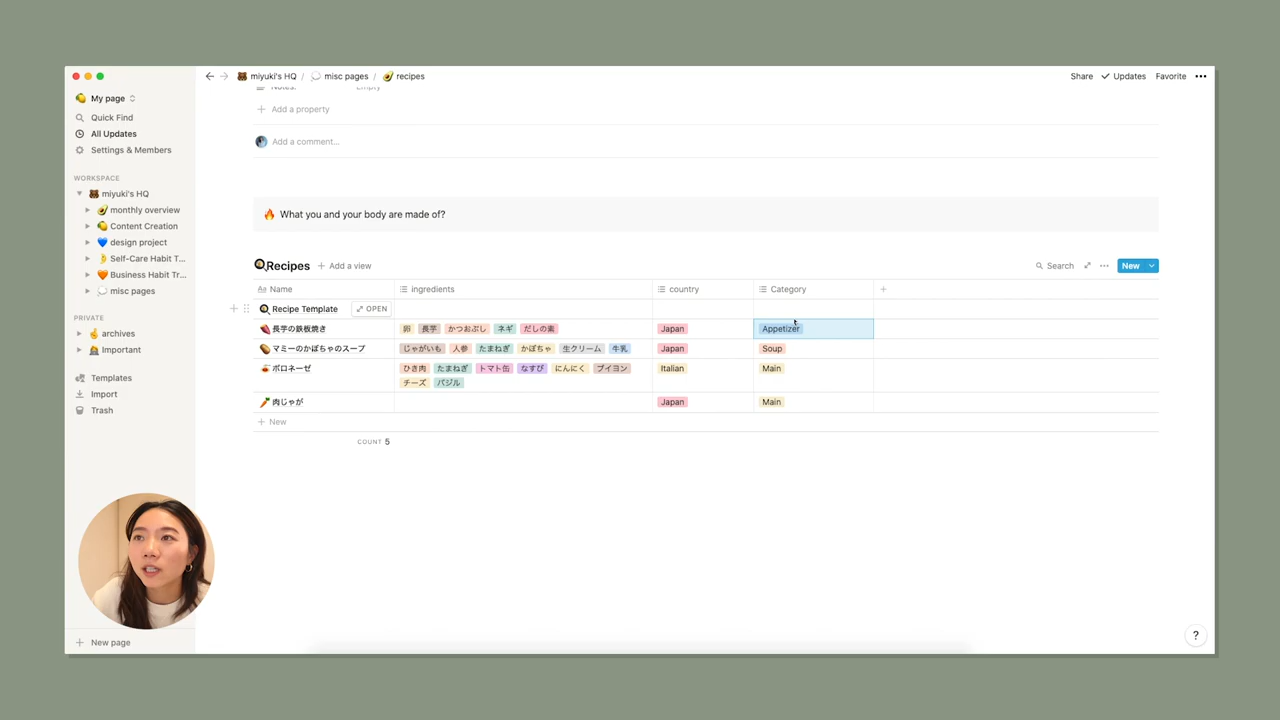 My page
miyuki's HQ / misc pages / recipes
Share Updates Favorite
Quick Find
All Updates
Settings & Members
WORKSPACE
miyuki's HQ
monthly overview
Content Creation
design project
Self-Care Habit T...
Business Habit Tr...
misc pages
PRIVATE
archives
Important
Templates
Import
Trash
New page
Notes: Empty
Add a property
Add a comment...
What you and your body are made of?
Recipes Add a view Search New
Aa Name ingredients country Category
Recipe Template OPEN
長芋の鉄板焼き 卵 長芋 かつおぶし ネギ だしの素 Japan Appetizer
マミーのかぼちゃのスープ じゃがいも 人参 たまねぎ かぼちゃ 生クリーム 牛乳 Japan Soup
ボロネーゼ ひき肉 たまねぎ トマト缶 なすび にんにく ブイヨン Italian Main
チーズ バジル
肉じゃが Japan Main
New
COUNT 5
?